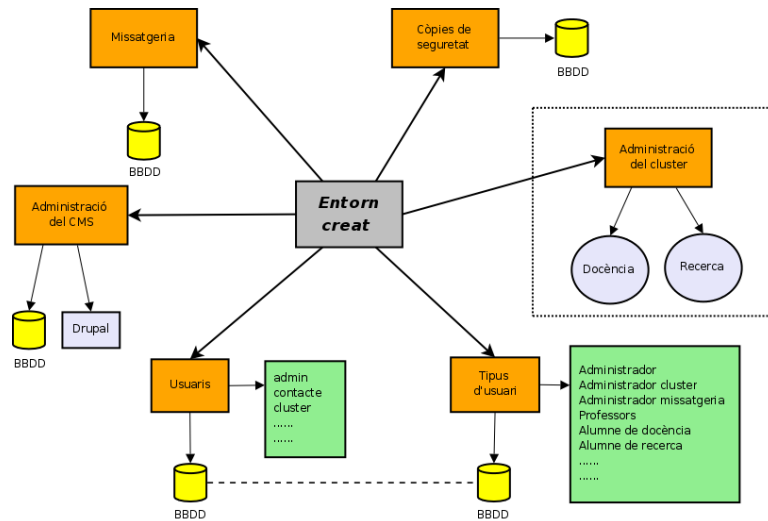 Missatgeria
BBDD
Còpies de
seguretat
BBDD
Administració
del cluster
Docència
Recerca
Entorn
creat
Administració
del CMS
BBDD
Drupal
Usuaris
admin
contacte
cluster
......
......
BBDD
Tipus
d'usuari
Administrador
Administrador cluster
Administrador missatgeria
Professors
Alumne de docència
Alumne de recerca
......
......
BBDD